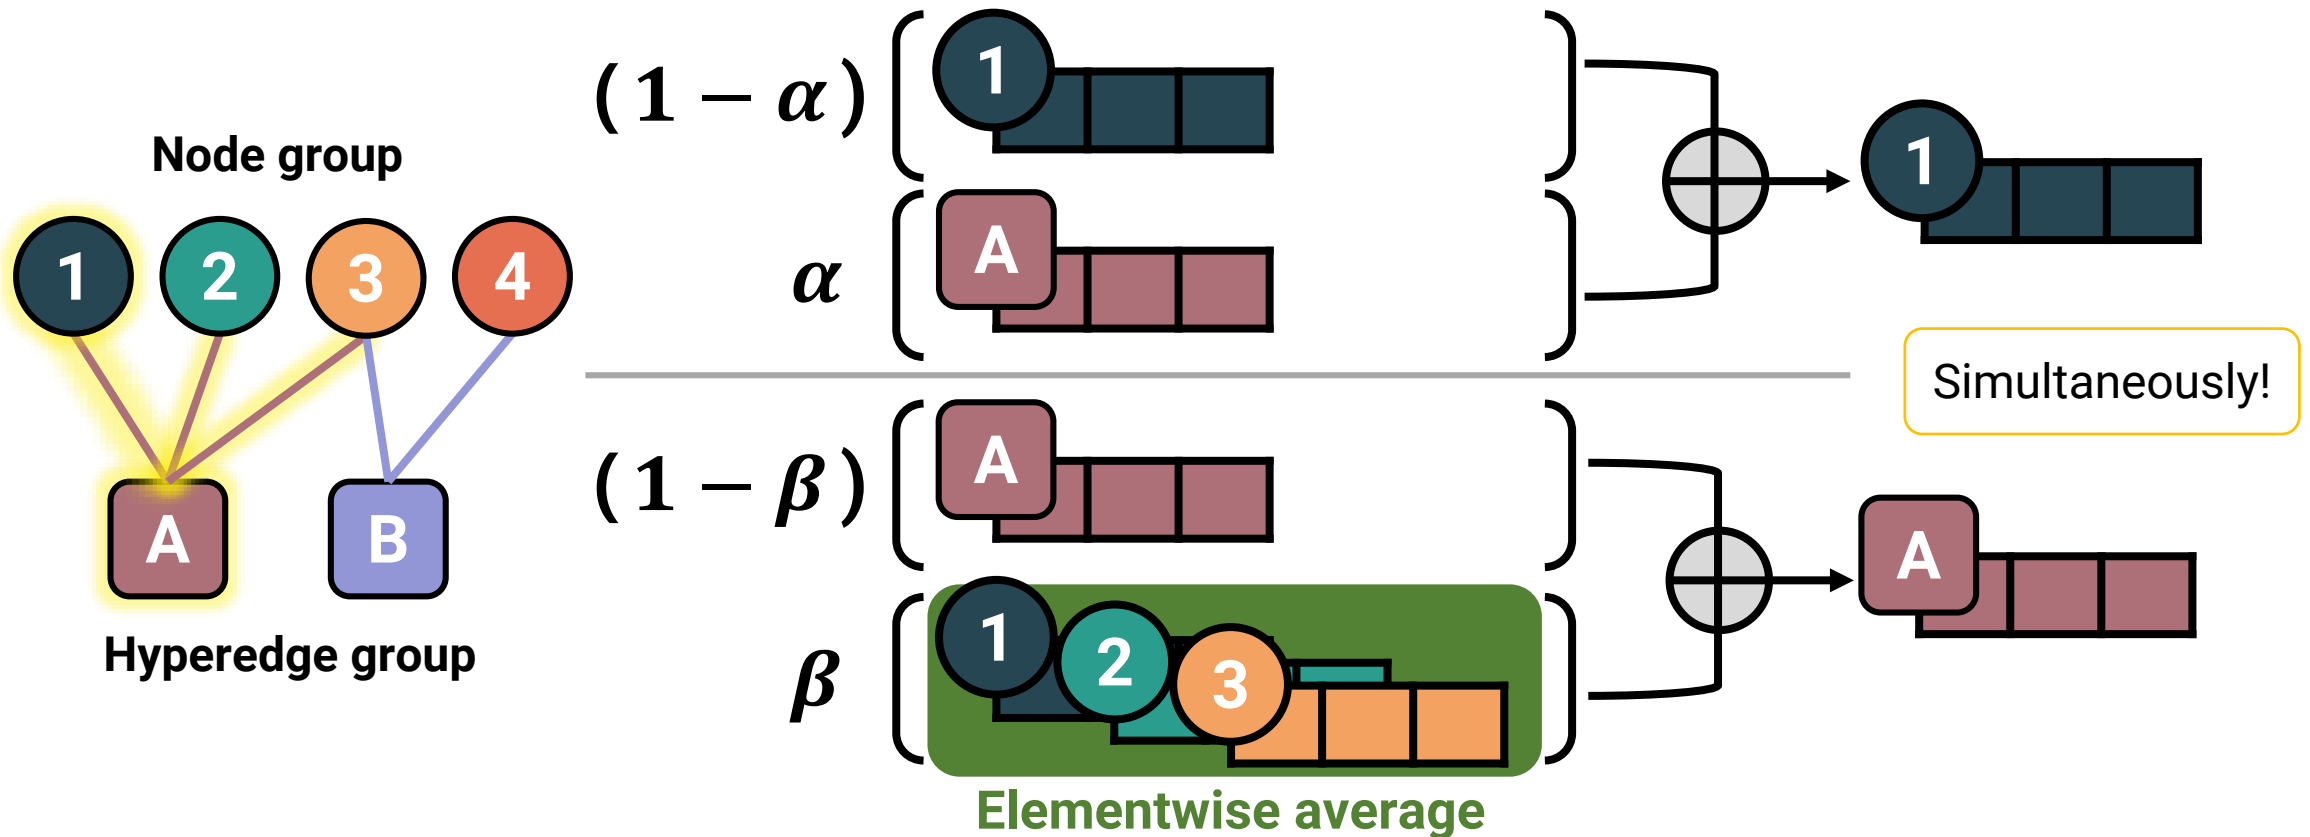 Node group
1 2 3 4
A B
Hyperedge group
(1 − α)
1
α
A
1
(1 − β)
A
β
1 2 3
Elementwise average
A
Simultaneously!